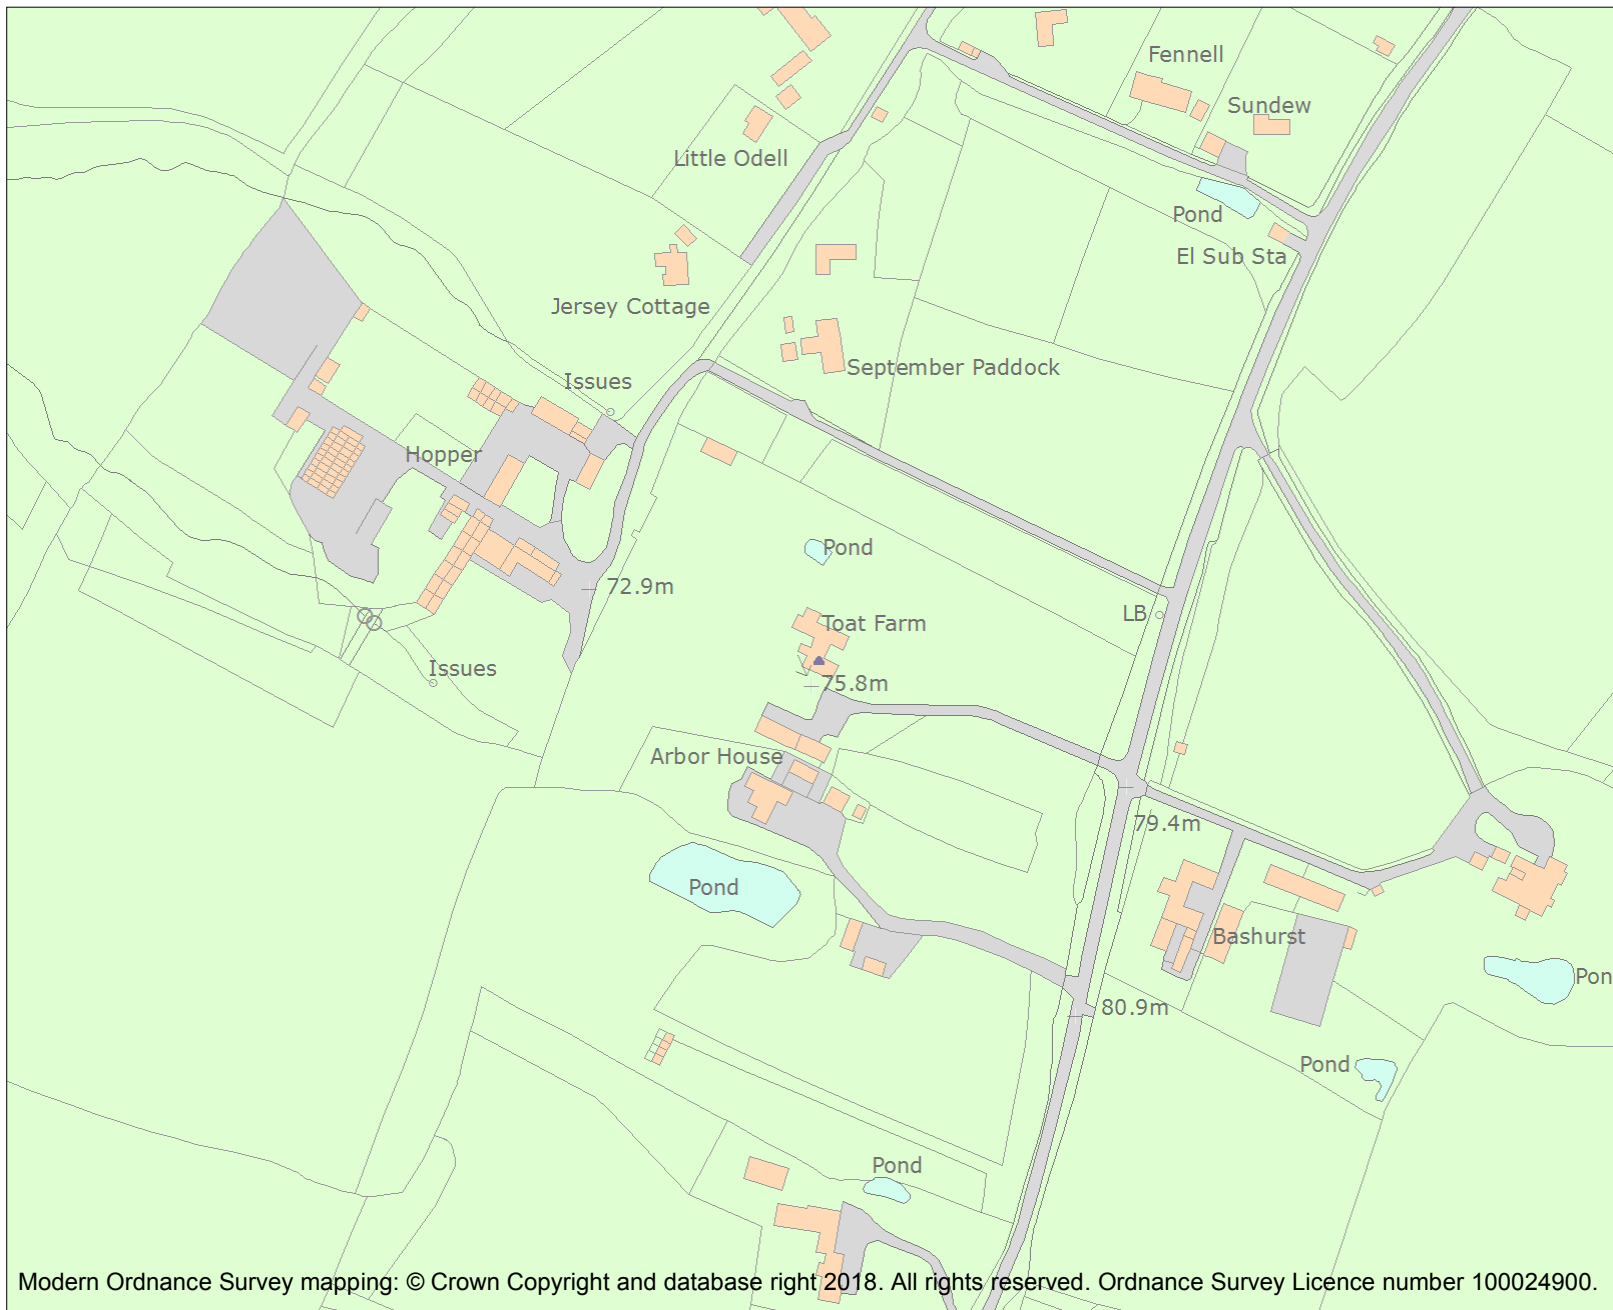 Fennell
Sundew
Little Odell
Pond
El Sub Sta
Jersey Cottage
September Paddock
Issues
Hopper
Pond
72.9m
LB
Toat Farm
Issues
75.8m
Arbor House
79.4m
Pond
Bashurst
Pon
80.9m
Pond
Pond
Modern Ordnance Survey mapping: © Crown Copyright and database right 2018. All rights reserved. Ordnance Survey Licence number 100024900.